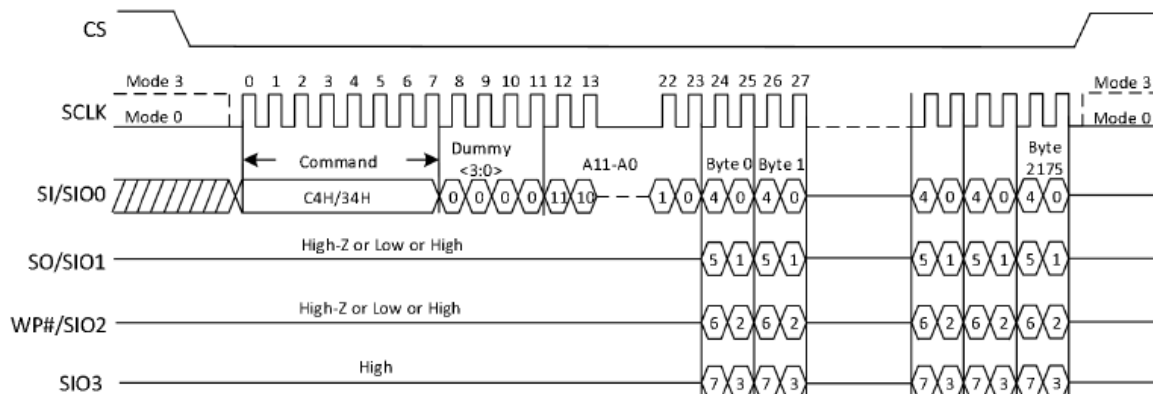 CS
Mode 3 0 1 2 3 4 5 6 7 8 9 10 11 12 13 22 23 24 25 26 27 Mode 3
SCLK
Mode 0 Mode 0
Command Dummy <3:0> A11-A0 Byte 0 Byte 1 Byte 2175
SI/SIO0 C4H/34H 0 0 0 0 11 10 1 0 4 0 4 0 4 0 4 0 4 0
High-Z or Low or High
SO/SIO1 5 1 5 1 5 1 5 1 5 1
High-Z or Low or High
WP#/SIO2 6 2 6 2 6 2 6 2 6 2
High
SIO3 7 3 7 3 7 3 7 3 7 3